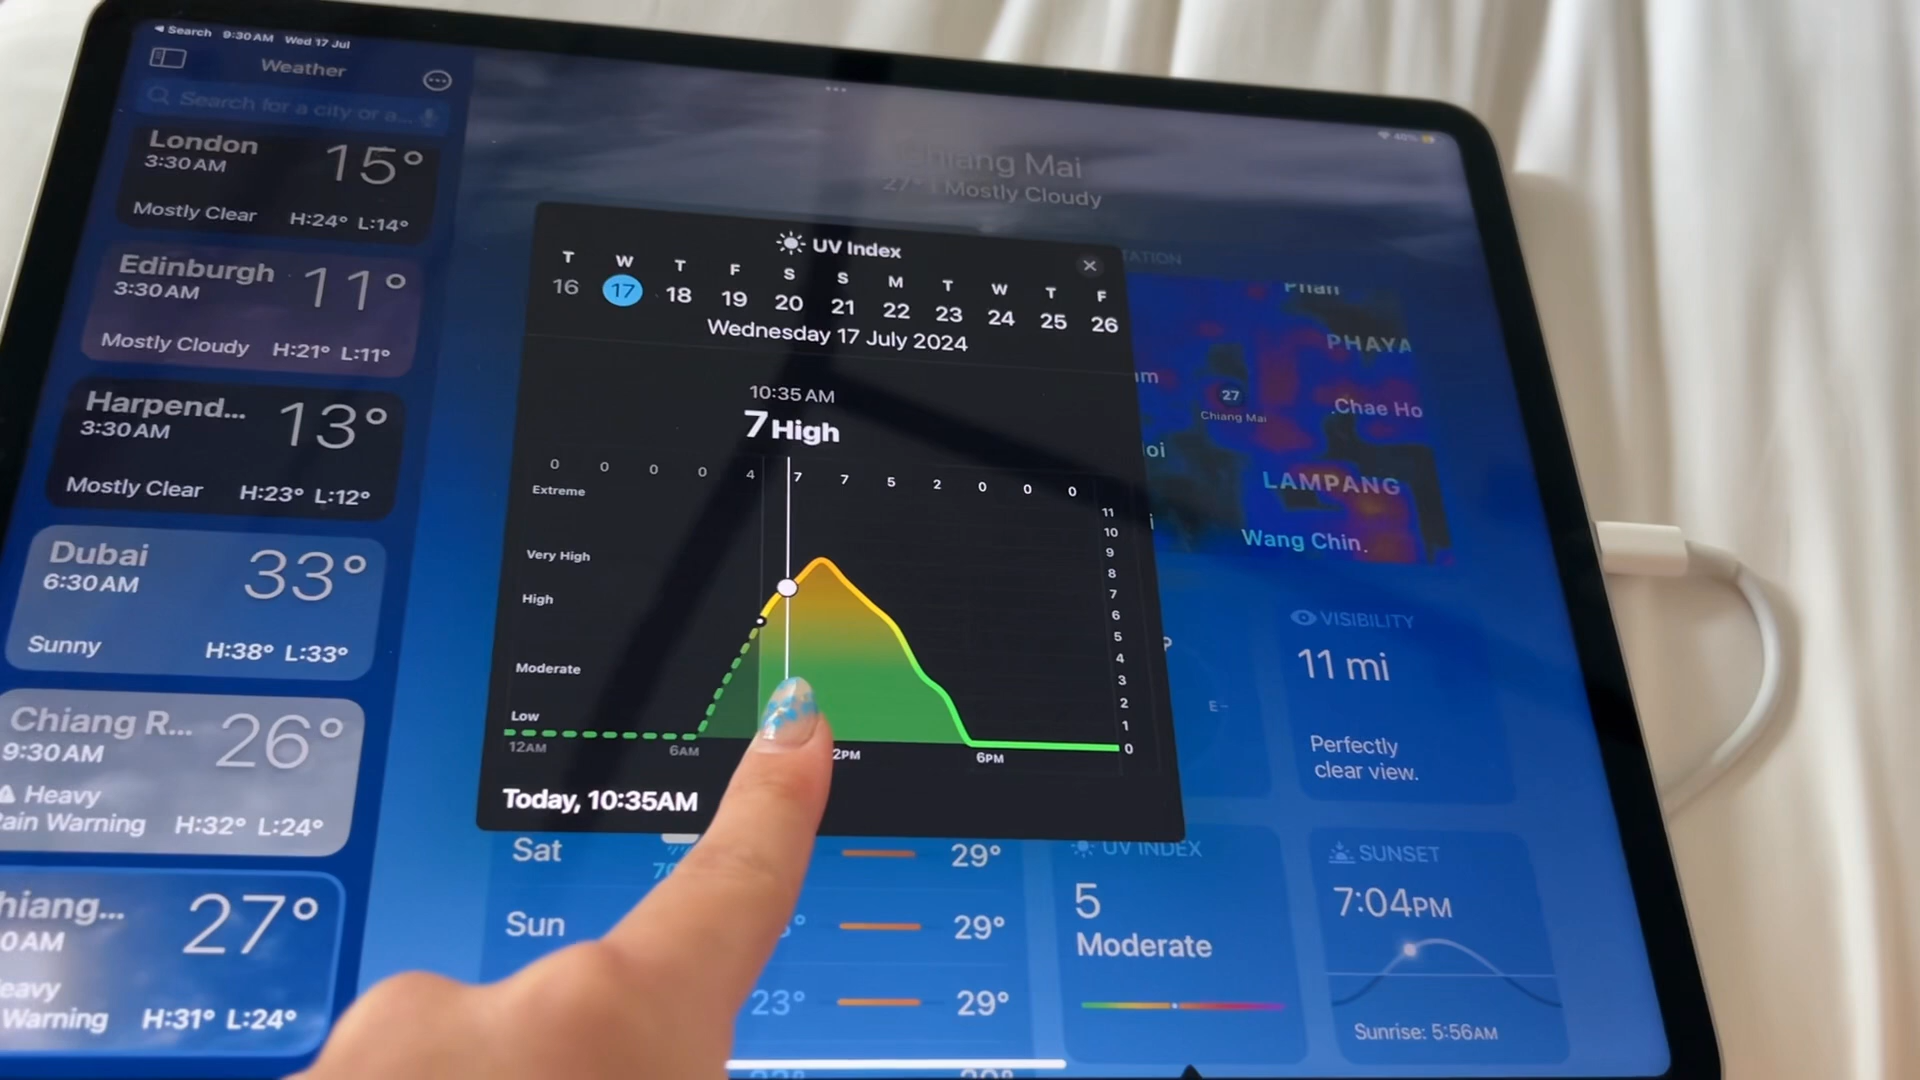 Search 9:30 AM Wed 17 Jul
Weather
Search for a city or a...
London
3:30 AM
15°
Mostly Clear H:24° L:14°
Edinburgh
3:30 AM
11°
Mostly Cloudy H:21° L:11°
Harpend...
3:30 AM
13°
Mostly Clear H:23° L:12°
Dubai
6:30 AM
33°
Sunny H:38° L:33°
Chiang R...
9:30 AM
26°
Heavy
ain Warning H:32° L:24°
hiang...
0 AM
27°
eavy
Warning H:31° L:24°
Chiang Mai
27° | Mostly Cloudy
UV Index
T W T F S S M T W T F
16 17 18 19 20 21 22 23 24 25 26
Wednesday 17 July 2024
10:35 AM
7 High
0 0 0 0 4 7 7 5 2 0 0 0
Extreme
Very High
High
Moderate
Low
11
10
9
8
7
6
5
4
3
2
1
0
12AM 6AM 2PM 6PM
Today, 10:35AM
TATION
Phan
PHAYA
27
Chiang Mai
Chae Ho
LAMPANG
Wang Chin
VISIBILITY
11 mi
Perfectly
clear view.
Sat 29°
Sun 29°
23° 29°
UV INDEX
5
Moderate
SUNSET
7:04PM
Sunrise: 5:56AM